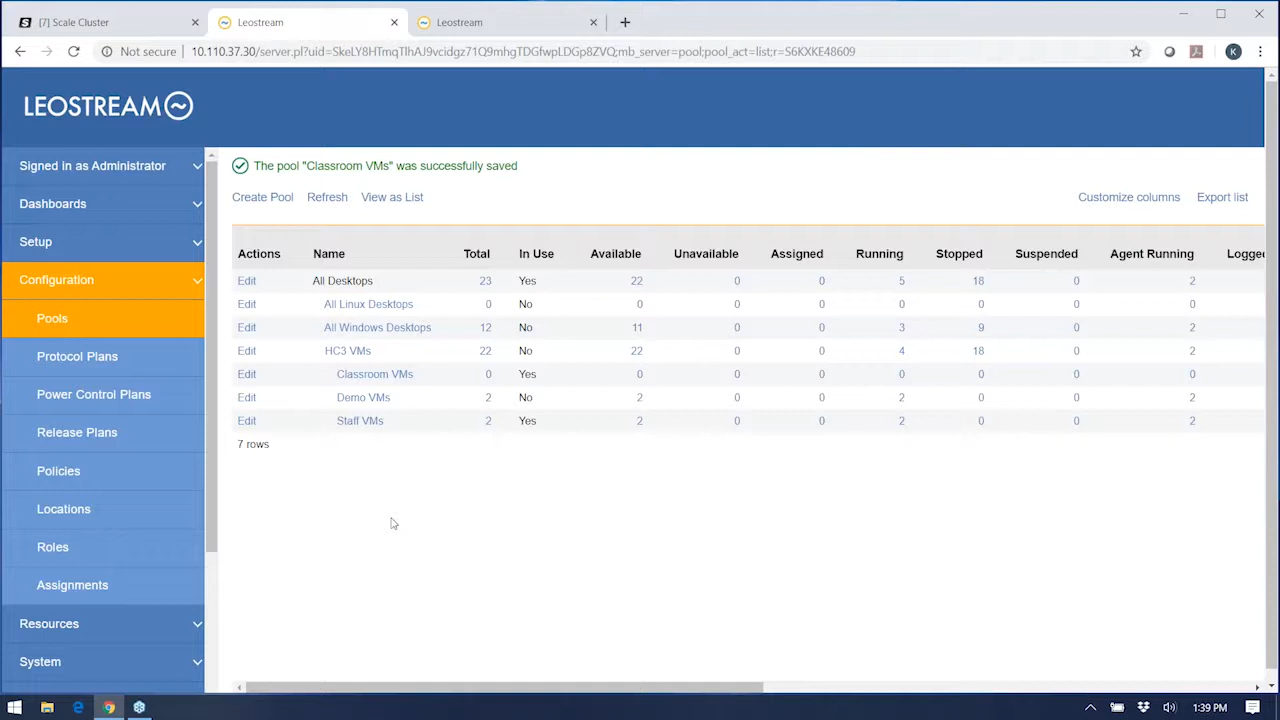 [7] Scale Cluster
Leostream
Leostream
Not secure 10.110.37.30/server.pl?uid=SkeLY8HTmqTlhAJ9vcidgz71Q9mhgTDGfwpLDGp8ZVQ;mb_server=pool;pool_act=list;r=S6KXKE48609
K
LEOSTREAM
Signed in as Administrator
Dashboards
Setup
Configuration
Pools
Protocol Plans
Power Control Plans
Release Plans
Policies
Locations
Roles
Assignments
Resources
System
The pool "Classroom VMs" was successfully saved
Create Pool Refresh View as List Customize columns Export list
Actions Name Total In Use Available Unavailable Assigned Running Stopped Suspended Agent Running Logged
Edit All Desktops 23 Yes 22 0 0 5 18 0 2
Edit All Linux Desktops 0 No 0 0 0 0 0 0 0
Edit All Windows Desktops 12 No 11 0 0 3 9 0 2
Edit HC3 VMs 22 No 22 0 0 4 18 0 2
Edit Classroom VMs 0 Yes 0 0 0 0 0 0 0
Edit Demo VMs 2 No 2 0 0 2 0 0 2
Edit Staff VMs 2 Yes 2 0 0 2 0 0 2
7 rows
1:39 PM